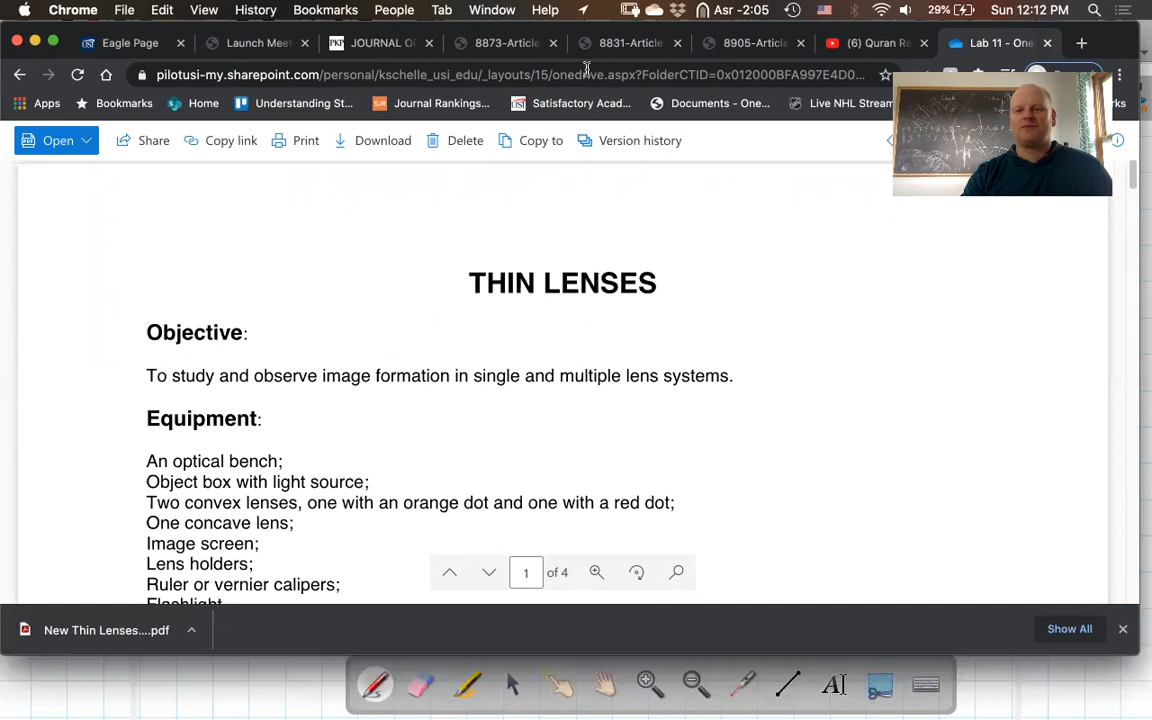 Chrome File Edit View History Bookmarks People Tab Window Help Asr -2:05 29% Sun 12:12 PM
Eagle Page Launch Meet PKP JOURNAL O 8873-Article 8831-Article 8905-Article (6) Quran Re Lab 11 - One
pilotusi-my.sharepoint.com/personal/kschelle_usi_edu/_layouts/15/onedrive.aspx?FolderCTID=0x012000BFA997E4D0...
Apps Bookmarks Understanding St... SJR Journal Rankings... Satisfactory Acad... Documents - One... Live NHL Stream
Open Share Copy link Print Download Delete Copy to Version history
THIN LENSES
Objective:
To study and observe image formation in single and multiple lens systems.
Equipment:
An optical bench;
Object box with light source;
Two convex lenses, one with an orange dot and one with a red dot;
One concave lens;
Image screen;
Lens holders;
Ruler or vernier calipers;
Flashlight
1 of 4
New Thin Lenses....pdf Show All
A